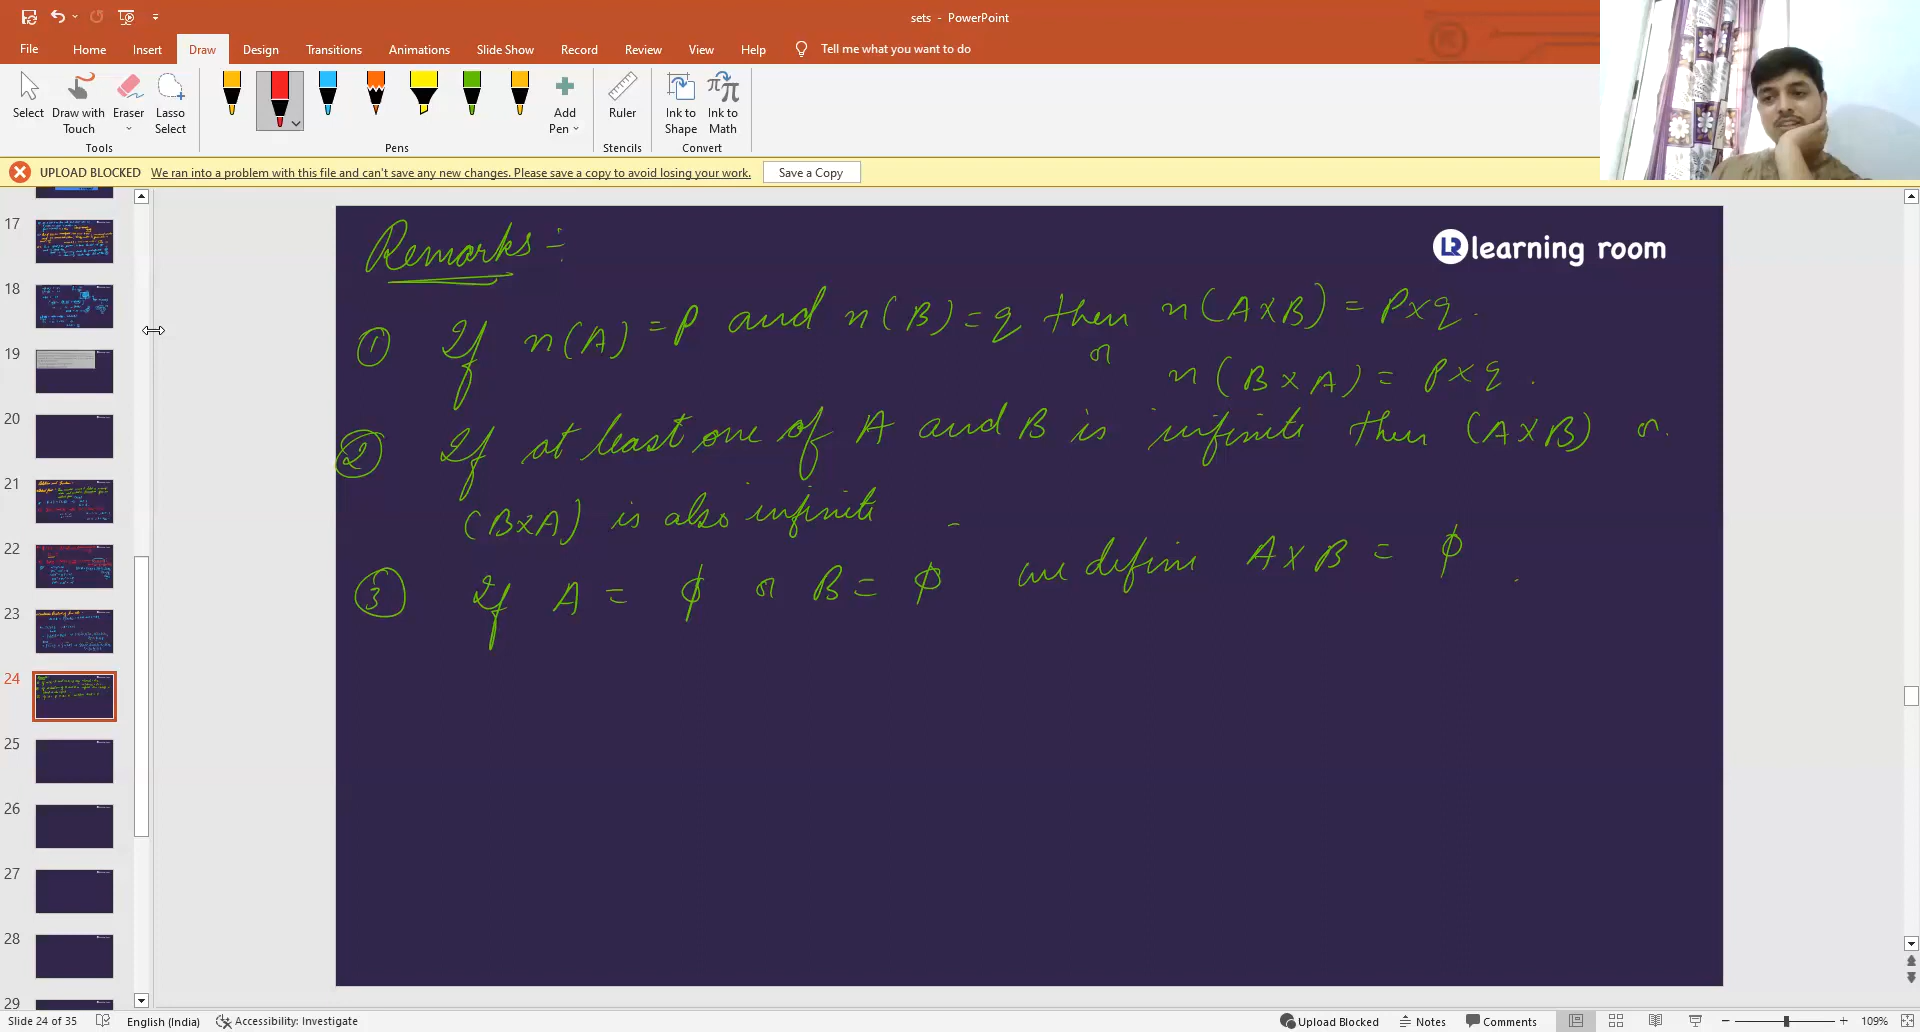 sets - PowerPoint
File Home Insert Draw Design Transitions Animations Slide Show Record Review View Help Tell me what you want to do
Select
Draw with Touch
Eraser
Lasso Select
Add Pen
Ruler
Ink to Shape
Ink to Math
Tools Pens Stencils Convert
UPLOAD BLOCKED We ran into a problem with this file and can't save any new changes. Please save a copy to avoid losing your work. Save a Copy
17
18
19
20
21
22
23
24
25
26
27
28
29
LR learning room
Remarks :-
① If n(A) = p and n(B) = q then n(A×B) = p×q.
or
n(B×A) = p×q.
② If at least one of A and B is infinite then (A×B) or
(B×A) is also infinite
③ If A = ϕ or B = ϕ we define A×B = ϕ
Slide 24 of 35 English (India) Accessibility: Investigate Upload Blocked Notes Comments 109%